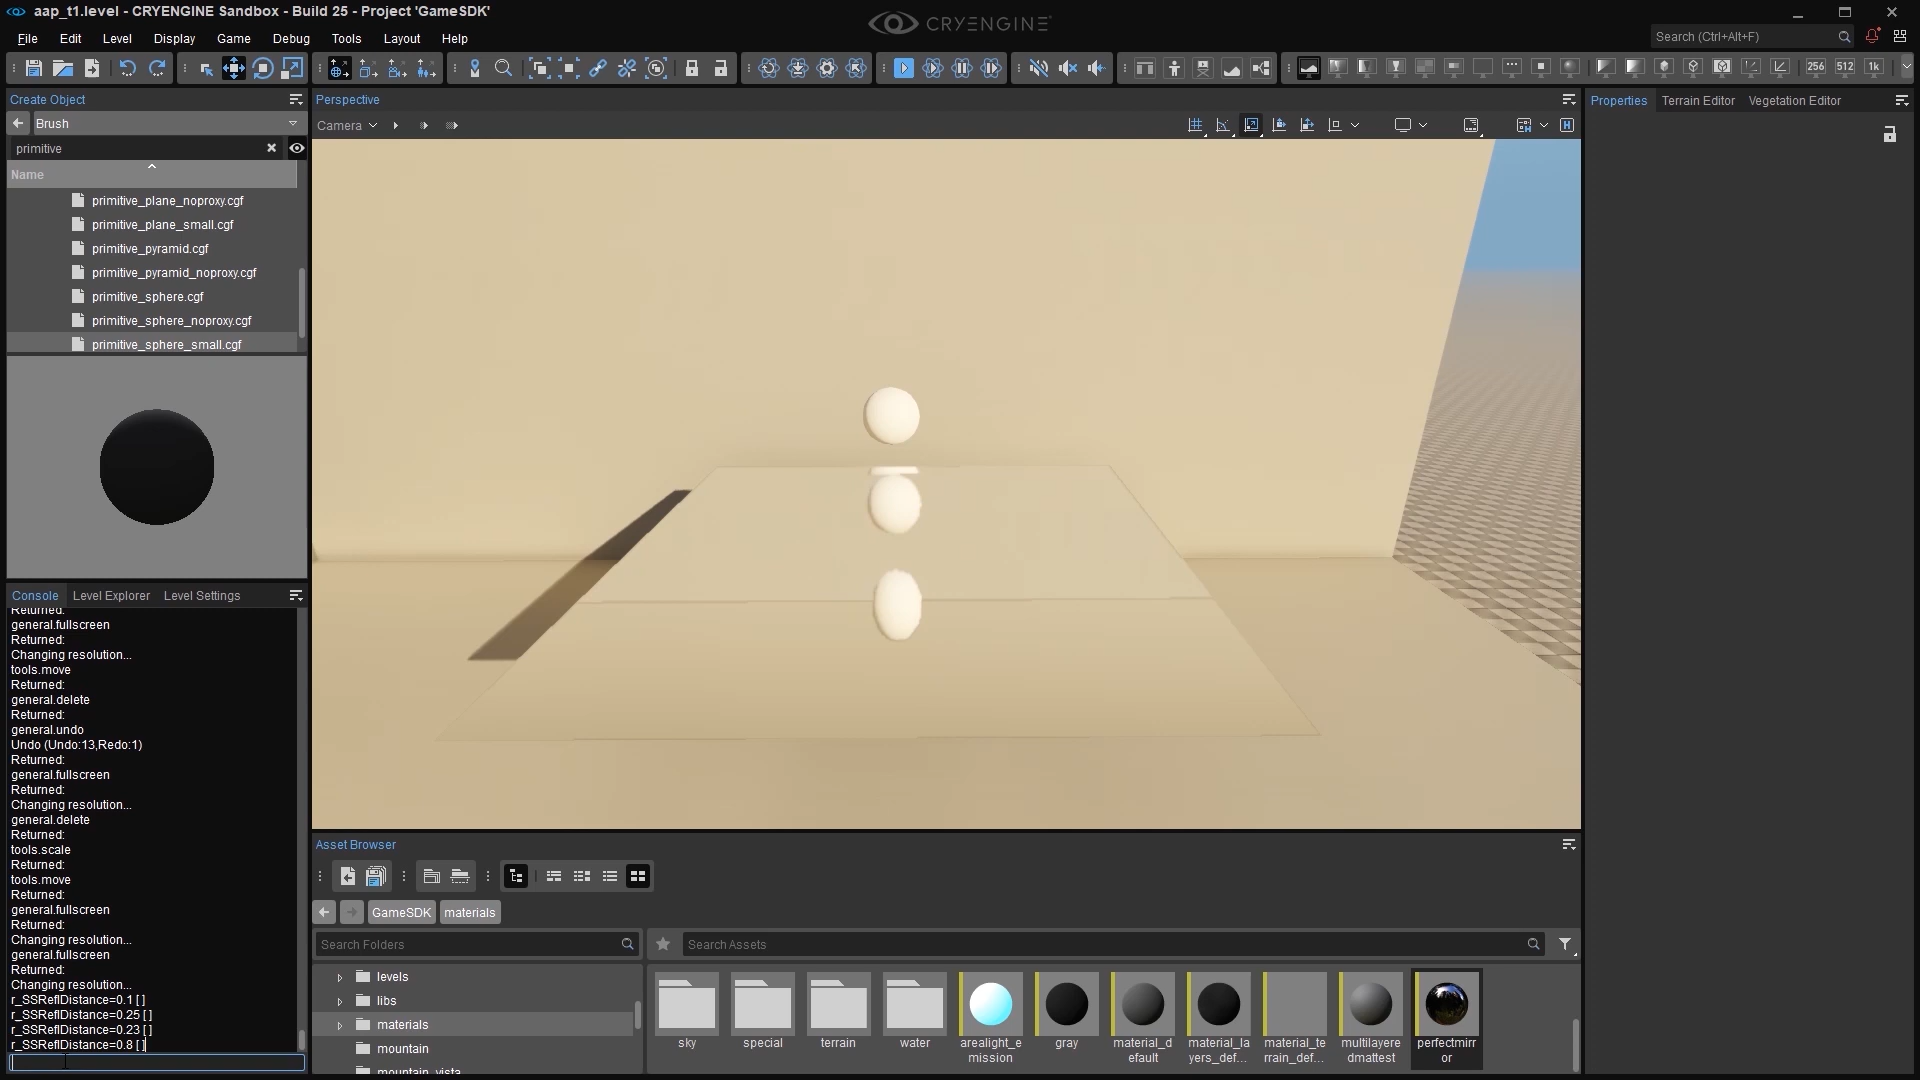 aap_t1.level - CRYENGINE Sandbox - Build 25 - Project 'GameSDK'
CRYENGINE
File Edit Level Display Game Debug Tools Layout Help
Search (Ctrl+Alt+F)
256 512 1k
Create Object
Brush
primitive
Name
primitive_plane_noproxy.cgf
primitive_plane_small.cgf
primitive_pyramid.cgf
primitive_pyramid_noproxy.cgf
primitive_sphere.cgf
primitive_sphere_noproxy.cgf
primitive_sphere_small.cgf
Console Level Explorer Level Settings
Returned:
general.fullscreen
Returned:
Changing resolution...
tools.move
Returned:
general.delete
Returned:
general.undo
Undo (Undo:13,Redo:1)
Returned:
general.fullscreen
Returned:
Changing resolution...
general.delete
Returned:
tools.scale
Returned:
tools.move
Returned:
general.fullscreen
Returned:
Changing resolution...
general.fullscreen
Returned:
Changing resolution...
r_SSReflDistance=0.1 [ ]
r_SSReflDistance=0.25 [ ]
r_SSReflDistance=0.23 [ ]
r_SSReflDistance=0.8 [ ]
Perspective
Camera
Properties Terrain Editor Vegetation Editor
Asset Browser
GameSDK materials
Search Folders
Search Assets
levels
libs
materials
mountain
mountain_vista
sky
special
terrain
water
arealight_e
mission
gray
material_d
efault
material_la
yers_def...
material_te
rrain_def...
multilayere
dmattest
perfectmirr
or